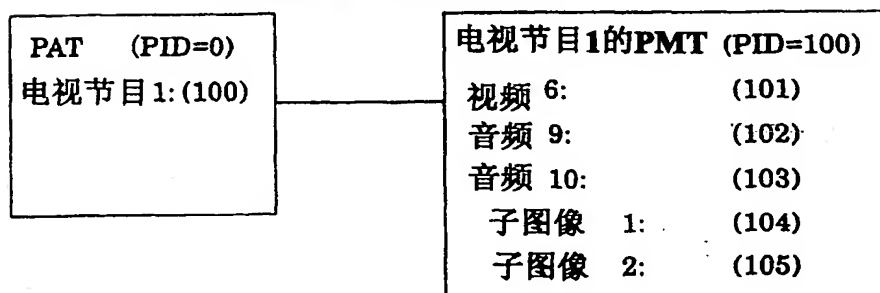 PAT (PID=0)
电视节目1:(100)
电视节目1的PMT (PID=100)
视频 6: (101)
音频 9: (102)
音频 10: (103)
子图像 1: (104)
子图像 2: (105)